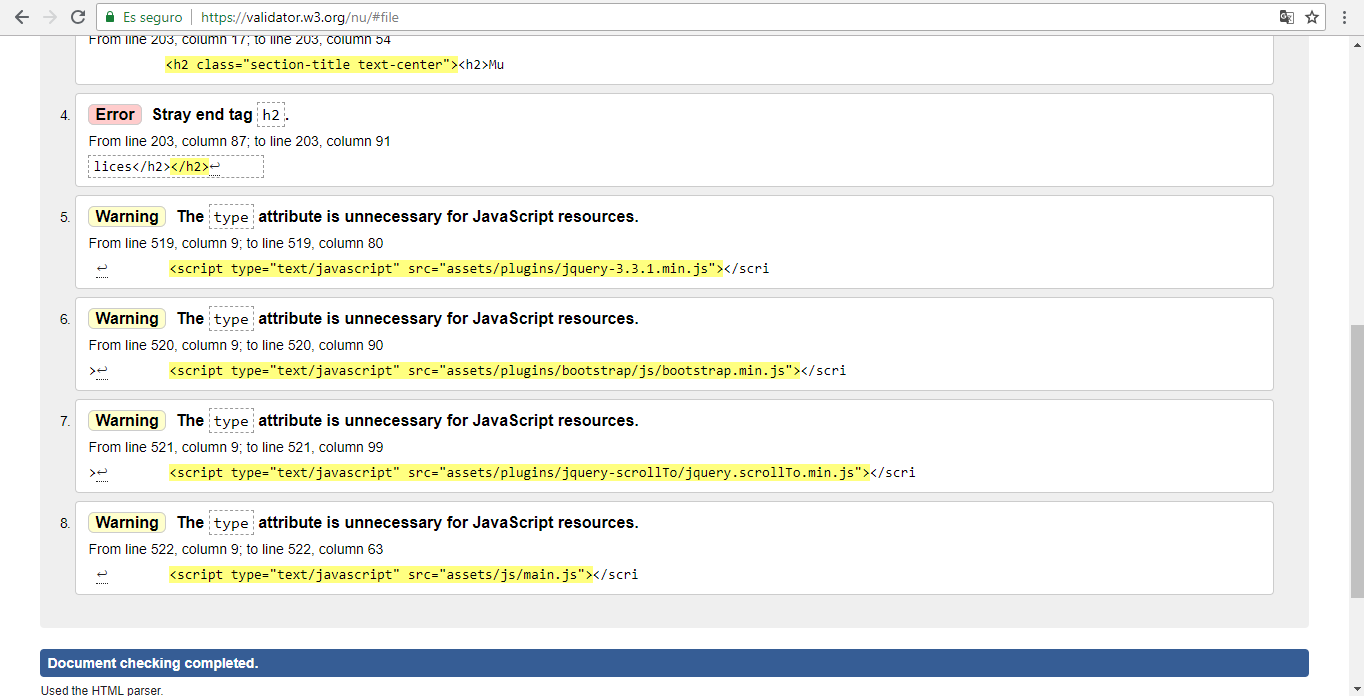 Es seguro https://validator.w3.org/nu/#file
From line 203, column 17; to line 203, column 54
<h2 class="section-title text-center"><h2>Mu
4. Error Stray end tag h2.
From line 203, column 87; to line 203, column 91
lices</h2></h2>↩
5. Warning The type attribute is unnecessary for JavaScript resources.
From line 519, column 9; to line 519, column 80
↩ <script type="text/javascript" src="assets/plugins/jquery-3.3.1.min.js"></scri
6. Warning The type attribute is unnecessary for JavaScript resources.
From line 520, column 9; to line 520, column 90
>↩ <script type="text/javascript" src="assets/plugins/bootstrap/js/bootstrap.min.js"></scri
7. Warning The type attribute is unnecessary for JavaScript resources.
From line 521, column 9; to line 521, column 99
>↩ <script type="text/javascript" src="assets/plugins/jquery-scrollTo/jquery.scrollTo.min.js"></scri
8. Warning The type attribute is unnecessary for JavaScript resources.
From line 522, column 9; to line 522, column 63
↩ <script type="text/javascript" src="assets/js/main.js"></scri
Document checking completed.
Used the HTML parser.